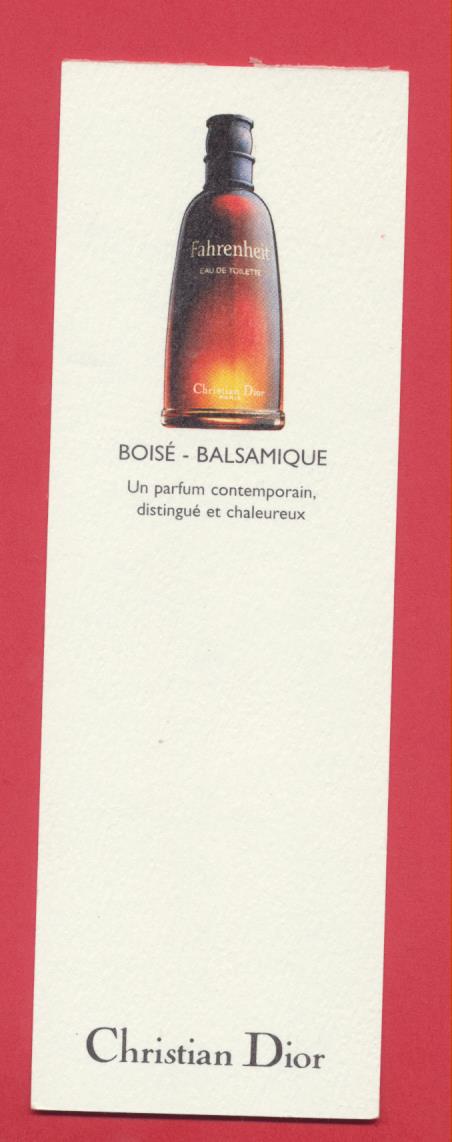 Fahrenheit
EAU DE TOILETTE
Christian Dior
PARIS
BOISÉ - BALSAMIQUE
Un parfum contemporain,
distingué et chaleureux
Christian Dior